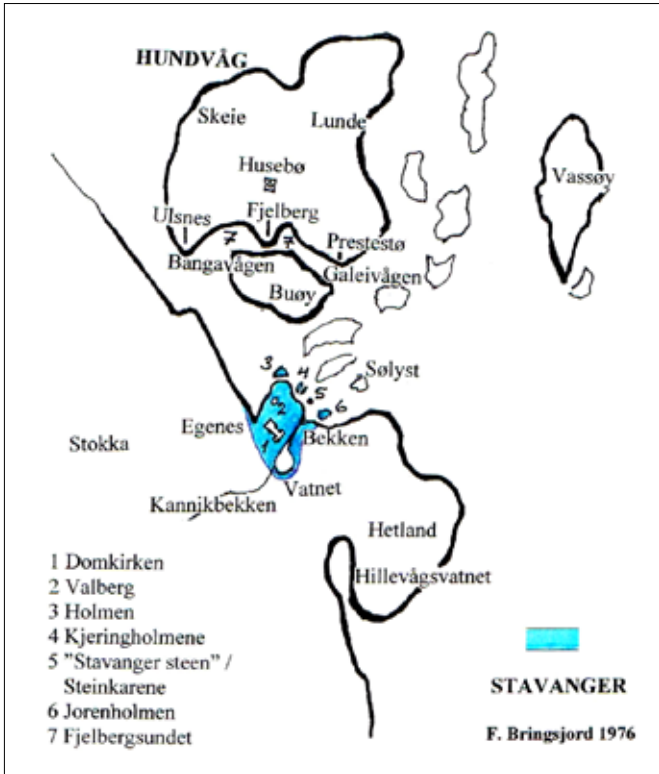 HUNDVÅG
Skeie
Lunde
Husebø
Vassøy
Ulsnes
Fjelberg
7
7
Prestestø
Bangavågen
Galeivågen
Buøy
3
4
Sølyst
5
2
6
Egenes
1
Bekken
Stokka
Vatnet
Kannikbekken
Hetland
Hillevågsvatnet
1 Domkirken
2 Valberg
3 Holmen
4 Kjeringholmene
5 "Stavanger steen" /
Steinkarene
6 Jorenholmen
7 Fjelbergsundet
STAVANGER
F. Bringsjord 1976